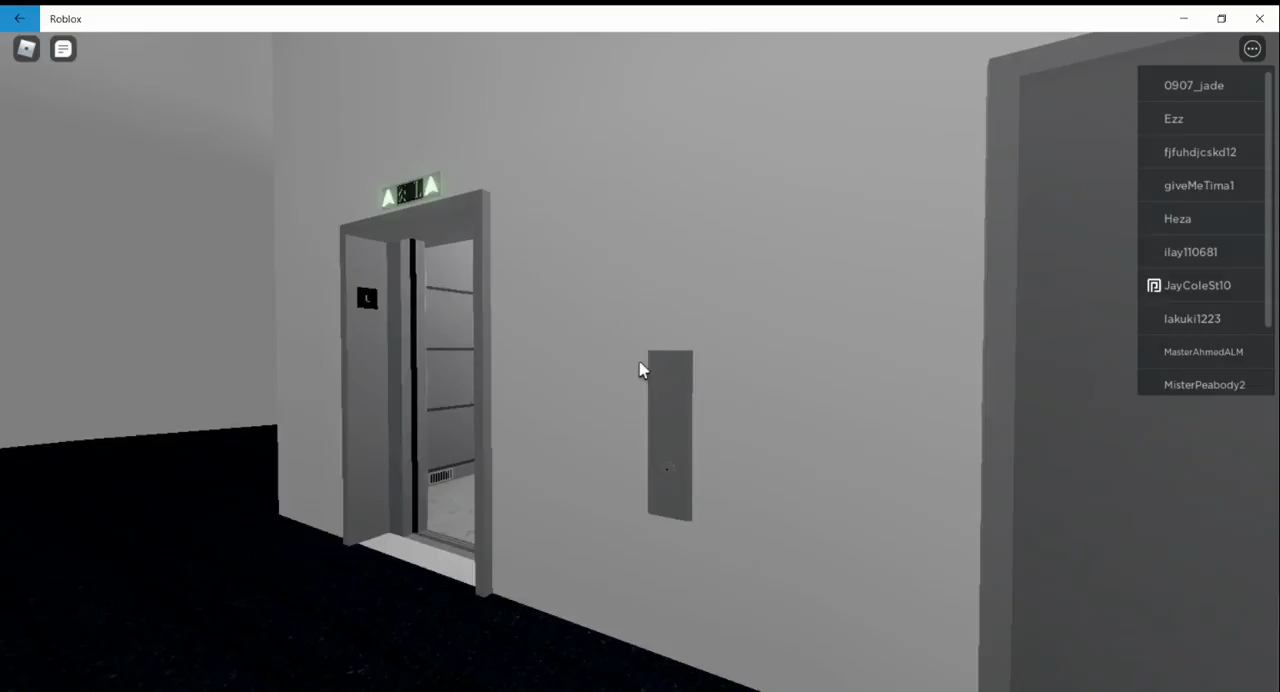 Roblox
0907_jade
Ezz
fjfuhdjcskd12
giveMeTima1
Heza
ilay110681
JayColeSt10
lakuki1223
MasterAhmedALM
MisterPeabody2
L